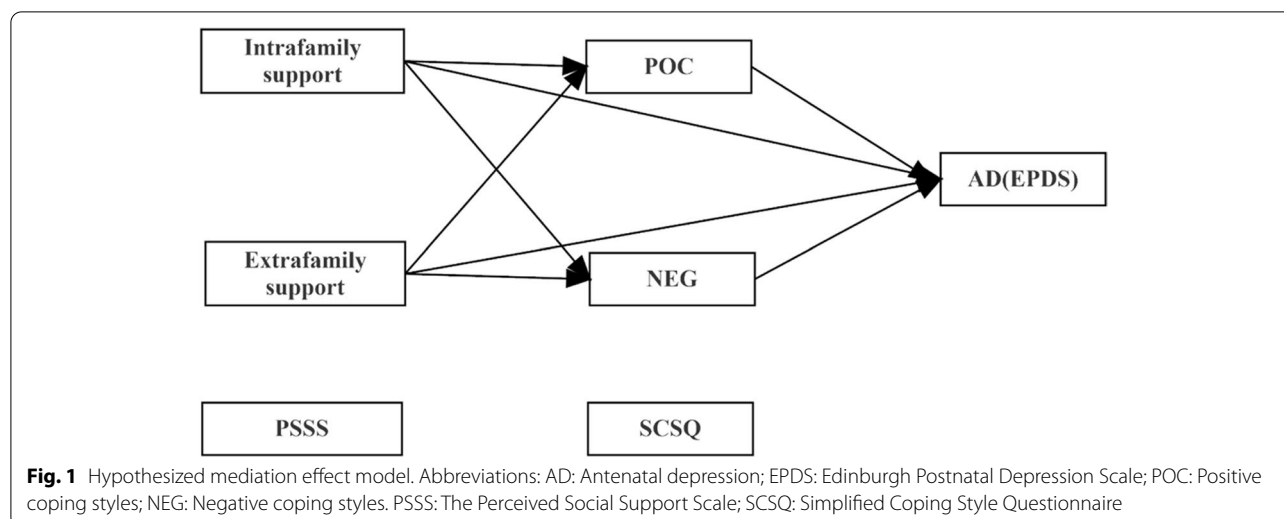 Intrafamily
support
POC
AD(EPDS)
Extrafamily
support
NEG
PSSS
SCSQ
Fig. 1 Hypothesized mediation effect model. Abbreviations: AD: Antenatal depression; EPDS: Edinburgh Postnatal Depression Scale; POC: Positive
coping styles; NEG: Negative coping styles. PSSS: The Perceived Social Support Scale; SCSQ: Simplified Coping Style Questionnaire